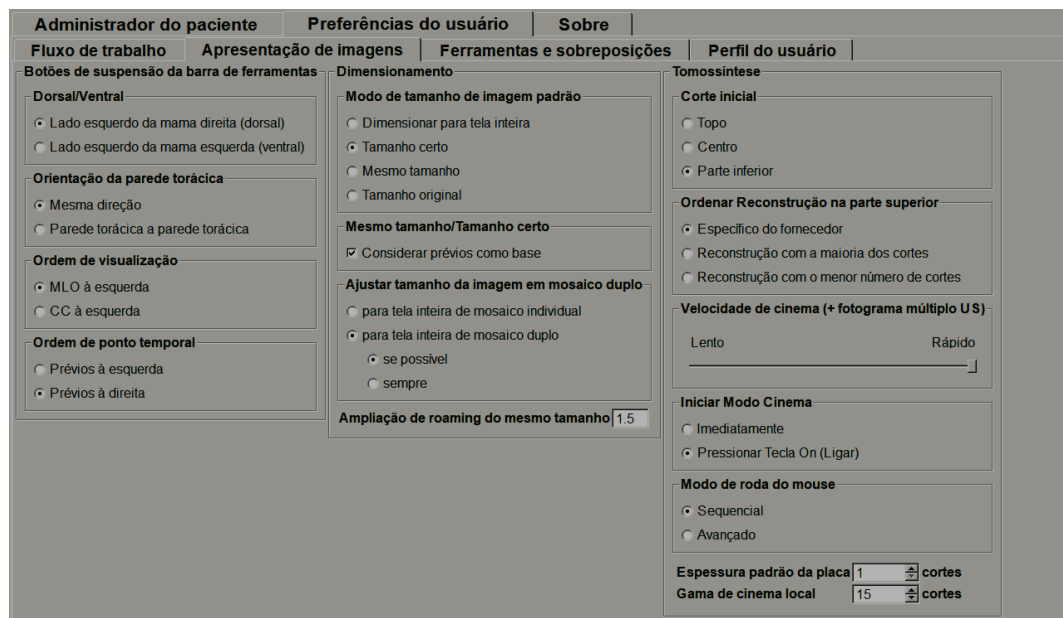 Administrador do paciente
Preferências do usuário
Sobre
Fluxo de trabalho
Apresentação de imagens
Ferramentas e sobreposições
Perfil do usuário
Botões de suspensão da barra de ferramentas
Dorsal/Ventral
Lado esquerdo da mama direita (dorsal)
Lado esquerdo da mama esquerda (ventral)
Orientação da parede torácica
Mesma direção
Parede torácica a parede torácica
Ordem de visualização
MLO à esquerda
CC à esquerda
Ordem de ponto temporal
Prévios à esquerda
Prévios à direita
Dimensionamento
Modo de tamanho de imagem padrão
Dimensionar para tela inteira
Tamanho certo
Mesmo tamanho
Tamanho original
Mesmo tamanho/Tamanho certo
Considerar prévios como base
Ajustar tamanho da imagem em mosaico duplo
para tela inteira de mosaico individual
para tela inteira de mosaico duplo
se possível
sempre
Ampliação de roaming do mesmo tamanho 1.5
Tomossíntese
Corte inicial
Topo
Centro
Parte inferior
Ordenar Reconstrução na parte superior
Específico do fornecedor
Reconstrução com a maioria dos cortes
Reconstrução com o menor número de cortes
Velocidade de cinema (+ fotograma múltiplo US)
Lento Rápido
Iniciar Modo Cinema
Imediatamente
Pressionar Tecla On (Ligar)
Modo de roda do mouse
Sequencial
Avançado
Espessura padrão da placa 1 cortes
Gama de cinema local 15 cortes